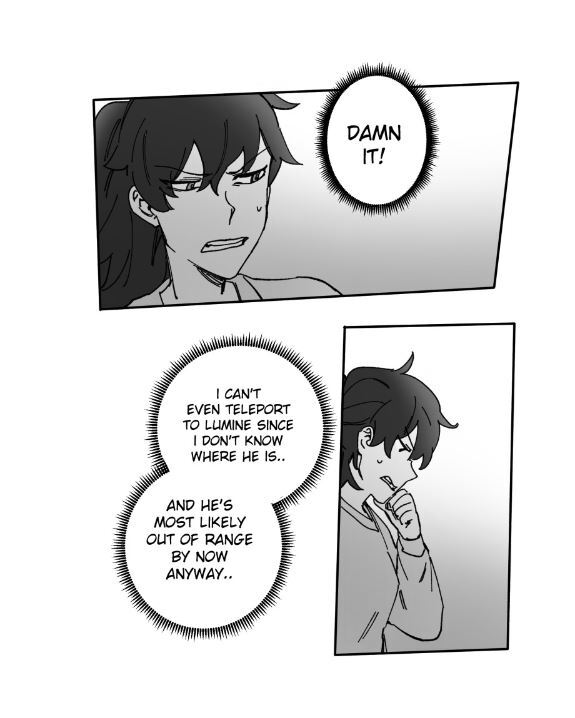 DAMN
IT!
I CAN'T
EVEN TELEPORT
TO LUMINE SINCE
I DON'T KNOW
WHERE HE IS..
AND HE'S
MOST LIKELY
OUT OF RANGE
BY NOW
ANYWAY..